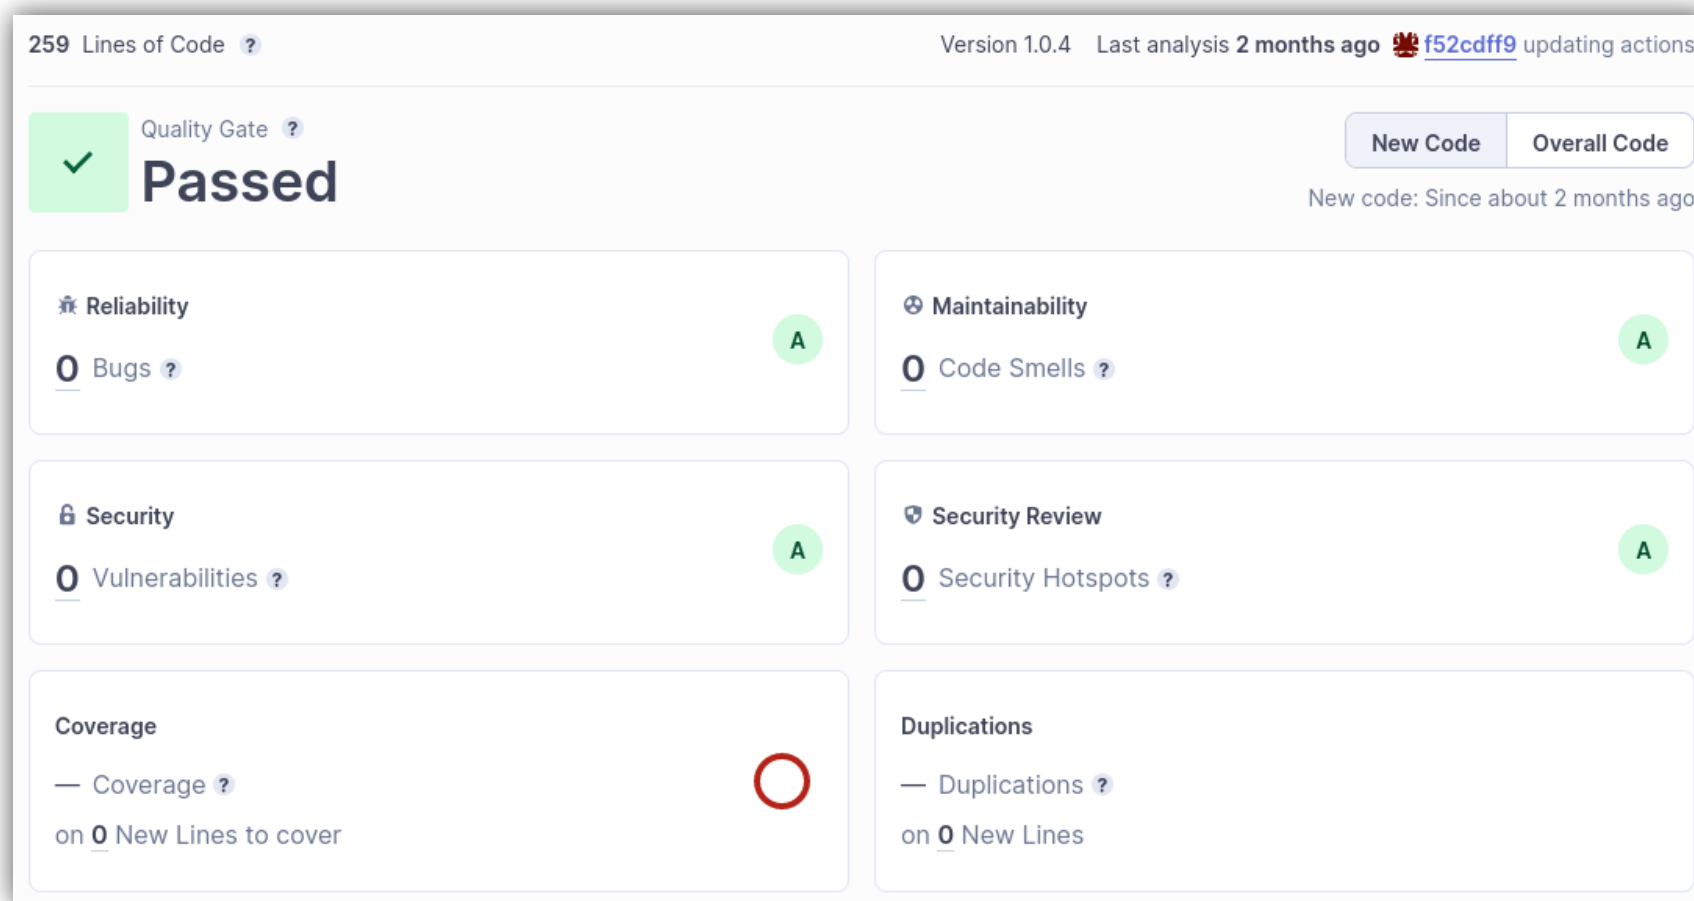 259 Lines of Code ?
Version 1.0.4 Last analysis 2 months ago f52cdff9 updating actions
Quality Gate ?
Passed
New Code Overall Code
New code: Since about 2 months ago
Reliability
0 Bugs ?
A
Maintainability
0 Code Smells ?
A
Security
0 Vulnerabilities ?
A
Security Review
0 Security Hotspots ?
A
Coverage
— Coverage ?
on 0 New Lines to cover
Duplications
— Duplications ?
on 0 New Lines